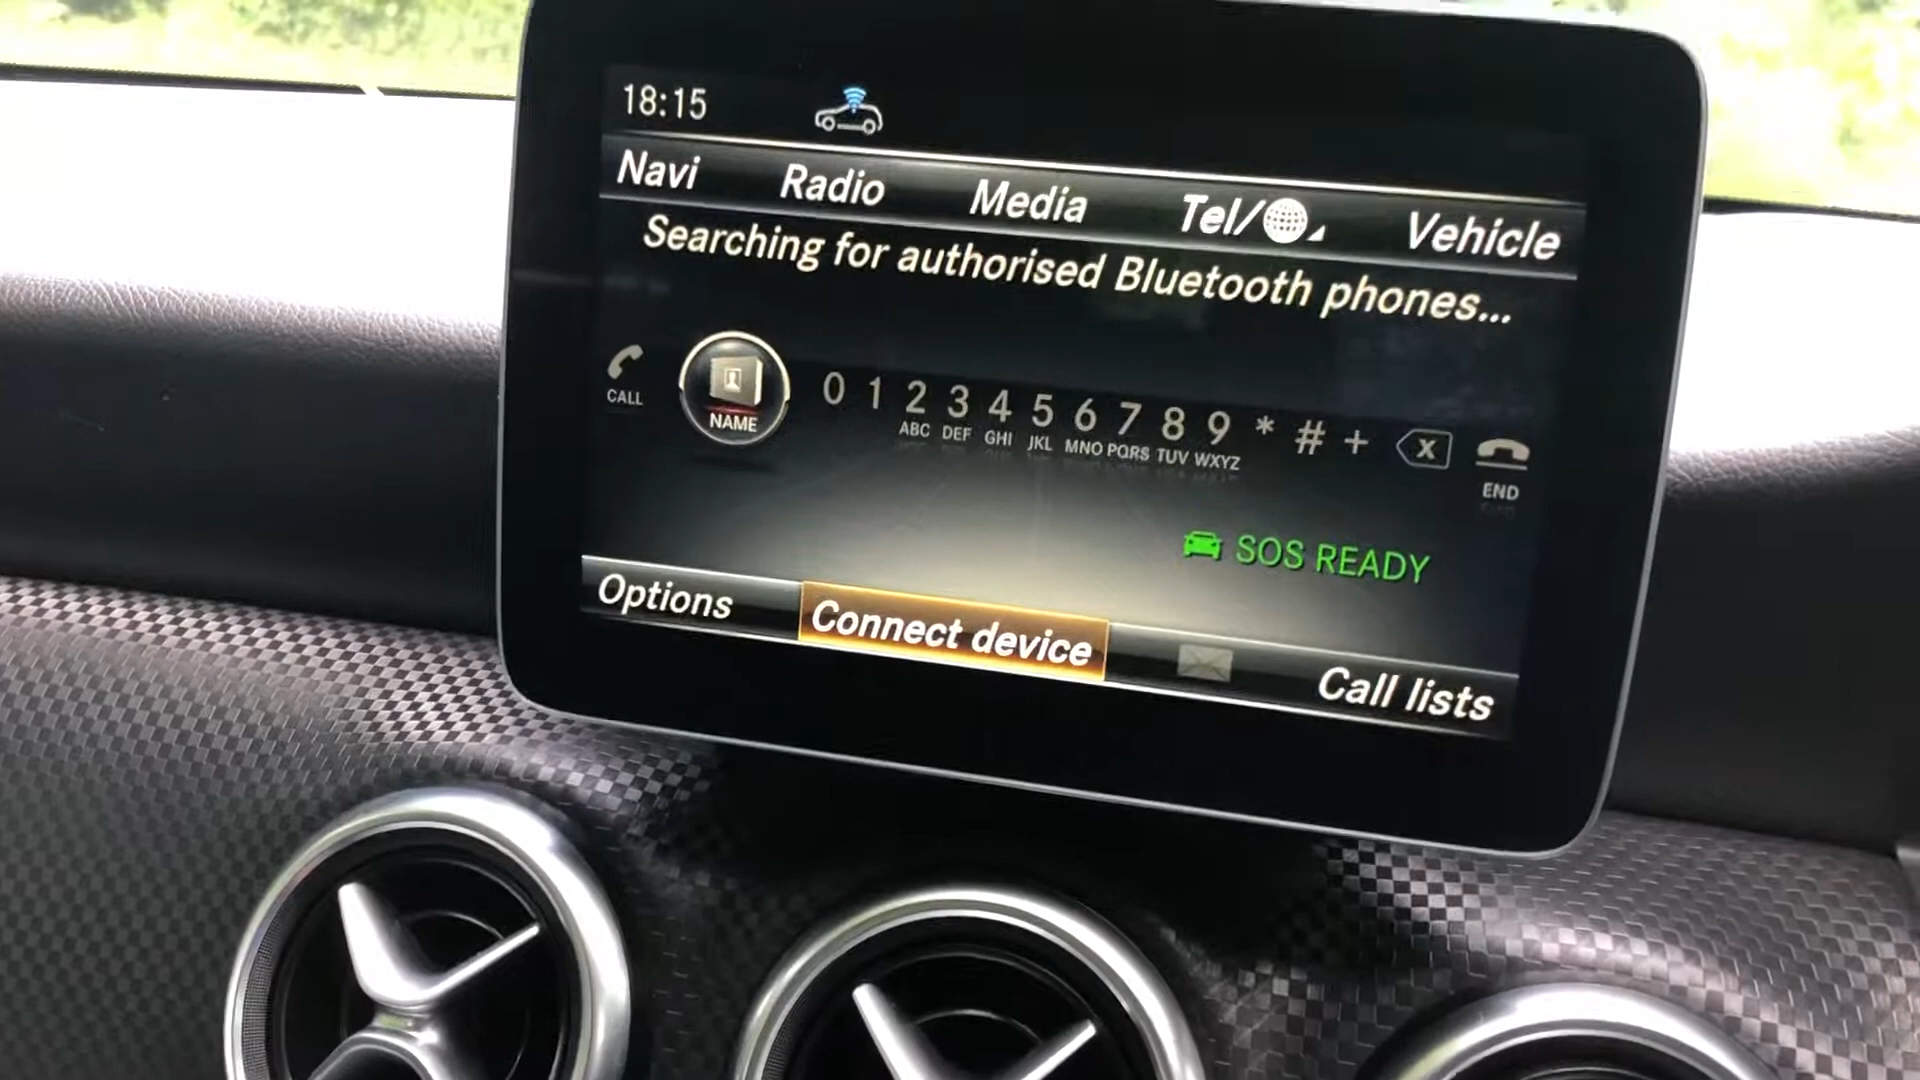 18:15
Navi Radio Media Tel/ Vehicle
Searching for authorised Bluetooth phones...
CALL NAME 0 1 2 ABC 3 DEF 4 GHI 5 JKL 6 MNO 7 PQRS 8 TUV 9 WXYZ * # + X END
SOS READY
Options Connect device Call lists